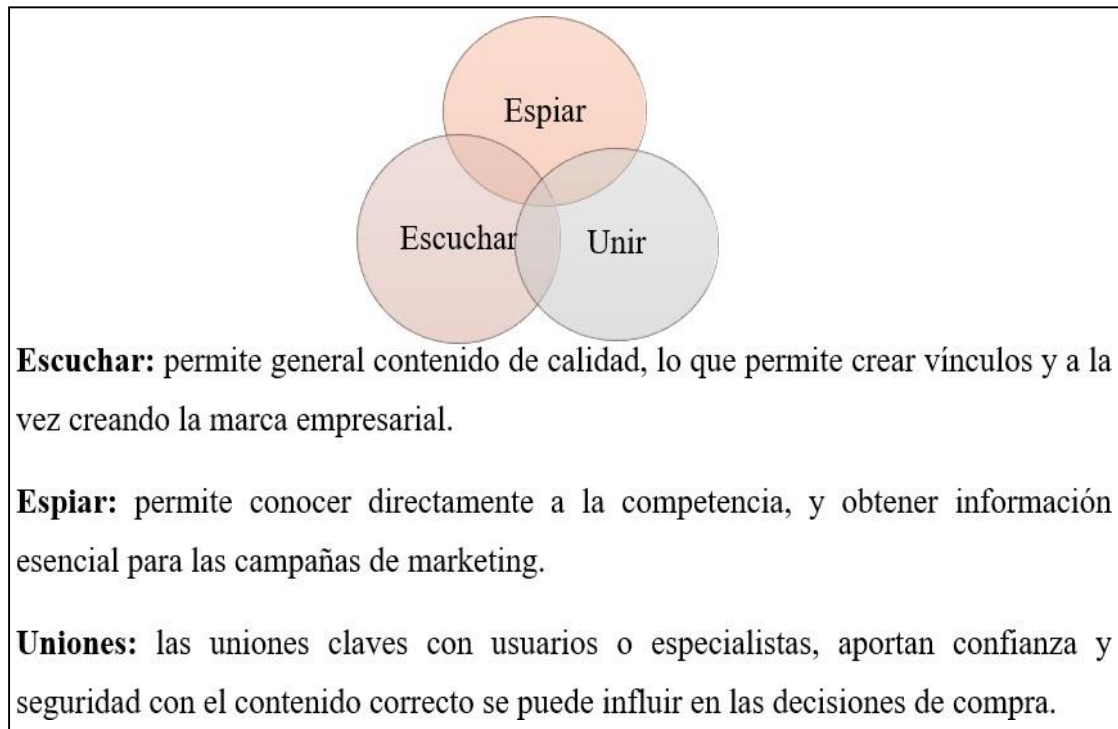 Espiar
Escuchar
Unir
Escuchar: permite general contenido de calidad, lo que permite crear vínculos y a la
vez creando la marca empresarial.
Espiar: permite conocer directamente a la competencia, y obtener información
esencial para las campañas de marketing.
Uniones: las uniones claves con usuarios o especialistas, aportan confianza y
seguridad con el contenido correcto se puede influir en las decisiones de compra.